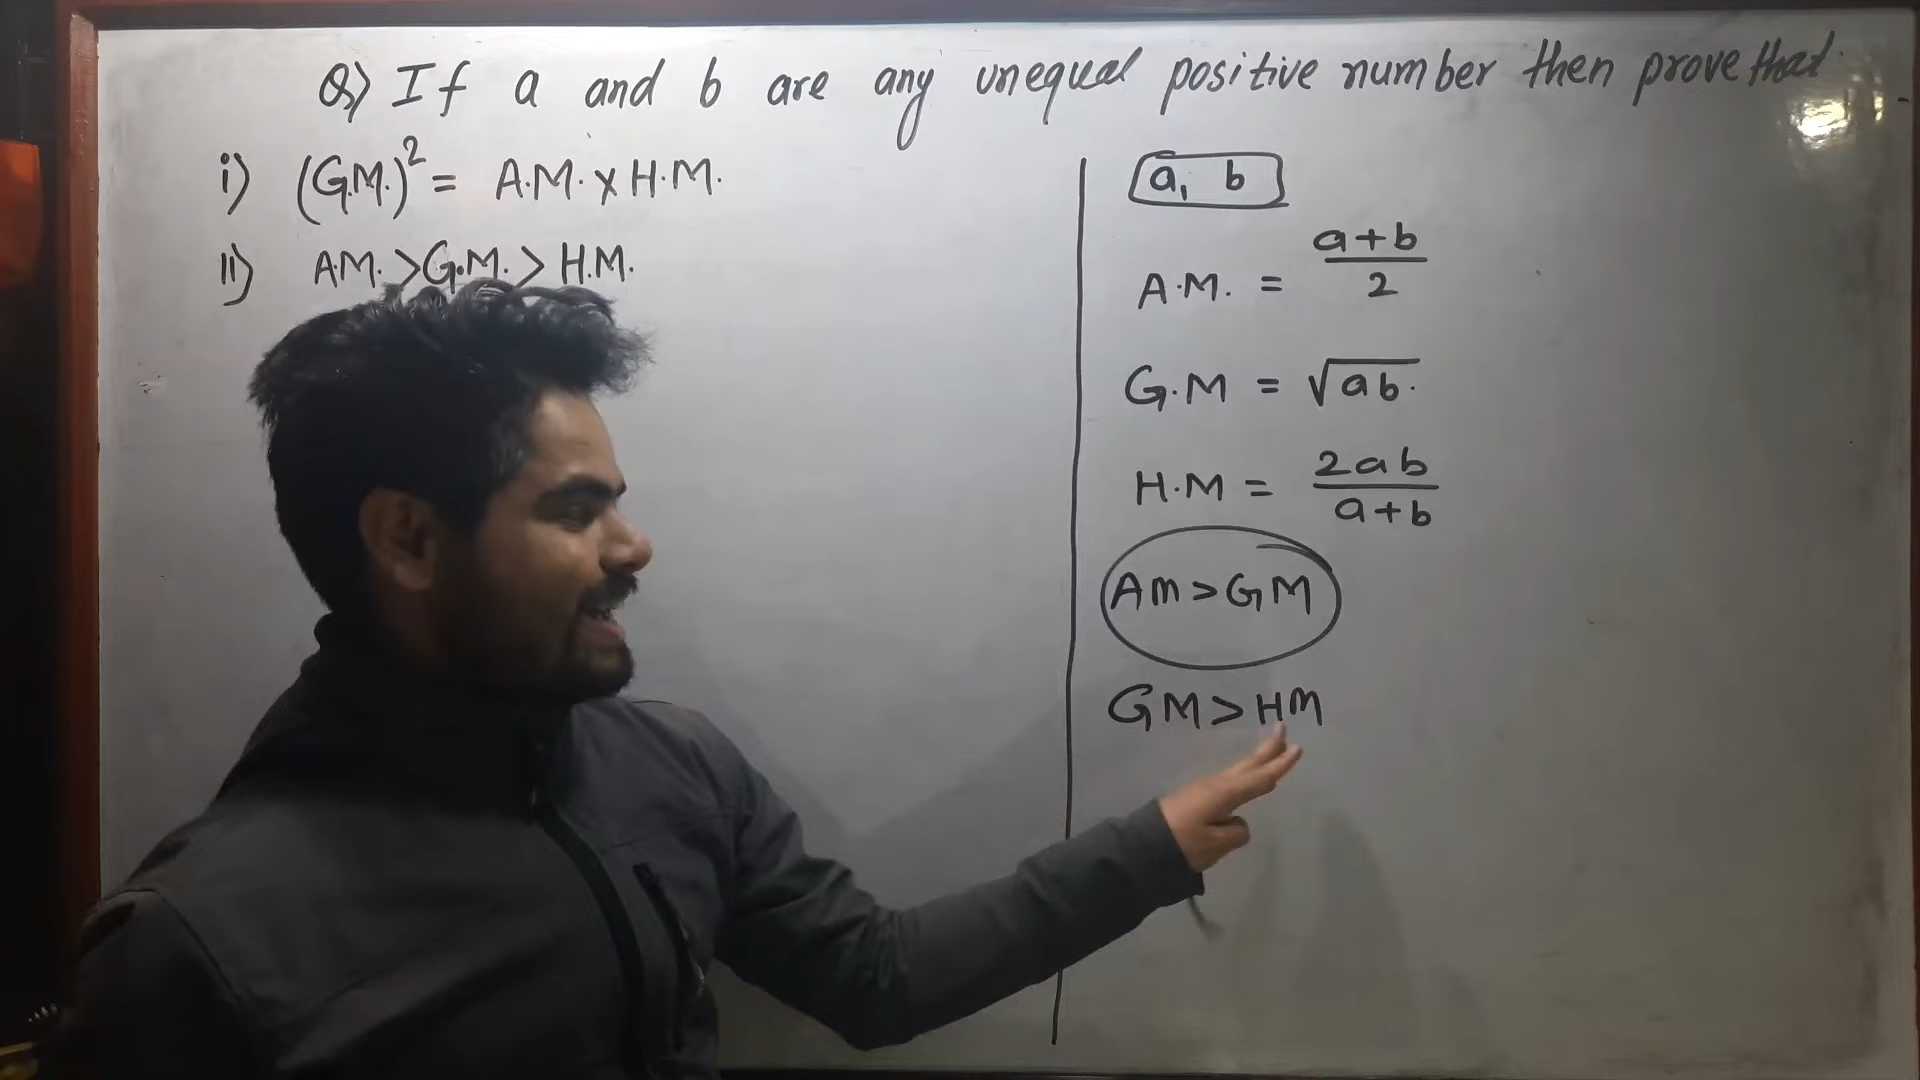 Q) If a and b are any unequal positive number then prove that
i) (G.M.)² = A.M. x H.M.
ii) A.M. > G.M. > H.M.
a, b
A.M. = a+b / 2
G.M = √ab.
H.M = 2ab / a+b
AM > GM
GM > HM